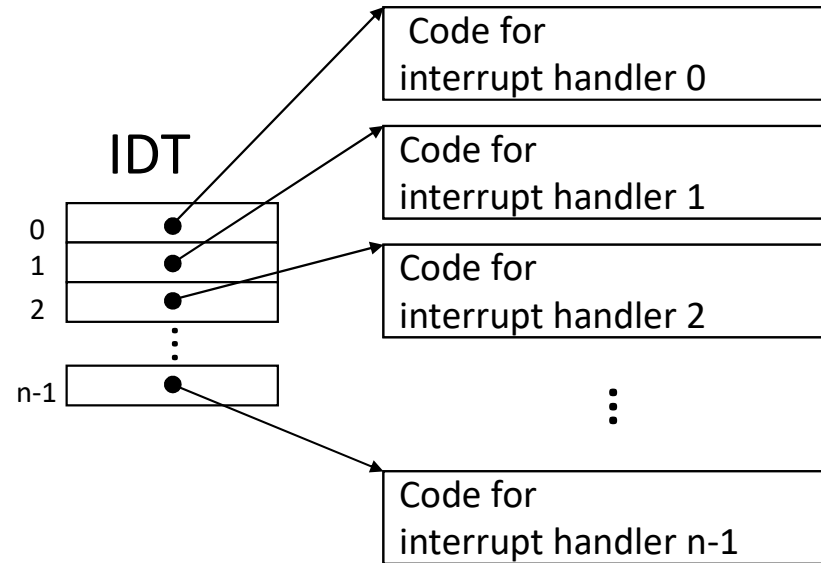 IDT
0
1
2
n-1
Code for
interrupt handler 0
Code for
interrupt handler 1
Code for
interrupt handler 2
Code for
interrupt handler n-1